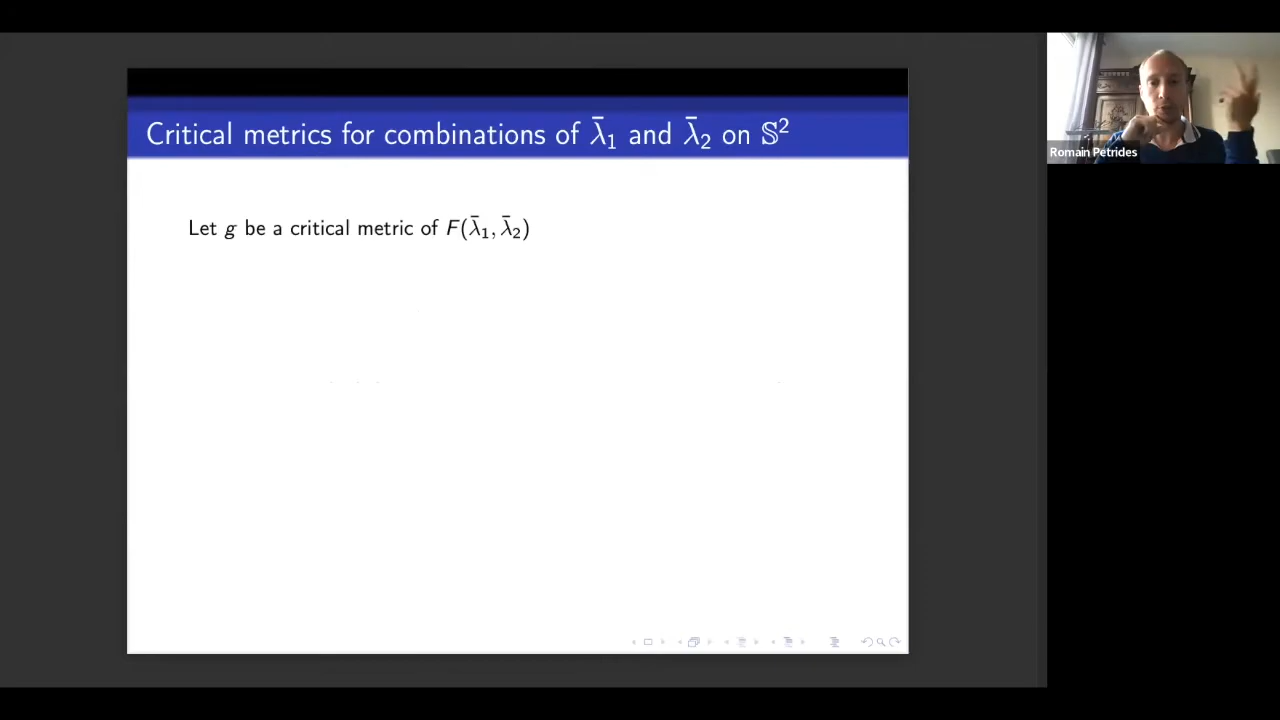 Critical metrics for combinations of λ̄₁ and λ̄₂ on 𝕊²
Let g be a critical metric of F(λ̄₁, λ̄₂)
Romain Petrides